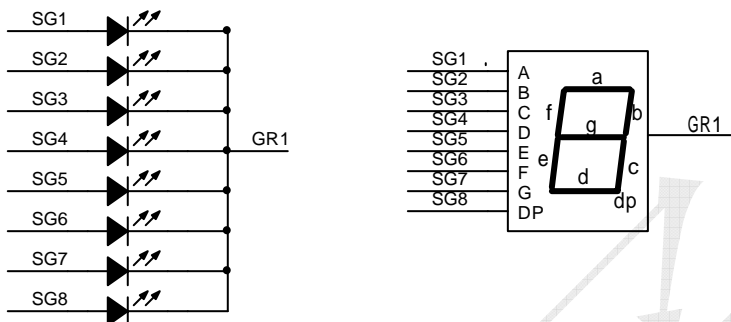 SG1
SG2
SG3
SG4
SG5
SG6
SG7
SG8
GR1
SG1
SG2
SG3
SG4
SG5
SG6
SG7
SG8
A
B
C
D
E
F
G
DP
a
f
b
g
e
c
d
dp
GR1